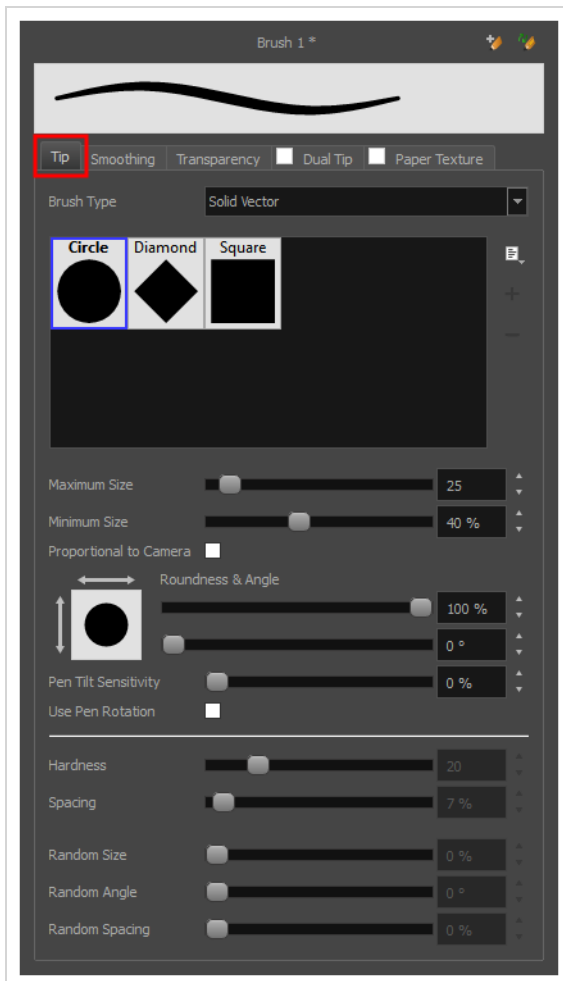 Brush 1 *
Tip Smoothing Transparency Dual Tip Paper Texture
Brush Type Solid Vector
Circle Diamond Square
Maximum Size 25
Minimum Size 40 %
Proportional to Camera
Roundness & Angle
100 %
0 °
Pen Tilt Sensitivity 0 %
Use Pen Rotation
Hardness 20
Spacing 7 %
Random Size 0 %
Random Angle 0 °
Random Spacing 0 %